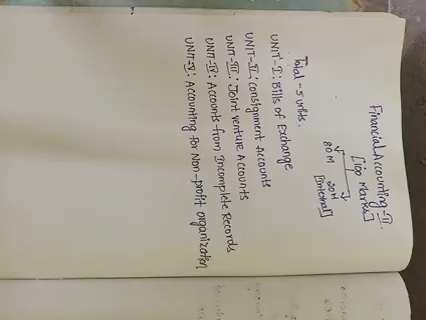 Financial Accounting-II
[100 Marks]
80 M 20 M
[Internal]
Total - 5 units.
UNIT-I: Bills of Exchange
UNIT-II: consignment Accounts
UNIT-III: Joint venture Accounts
UNIT-IV: Accounts from Incomplete Records
UNIT-V: Accounting for Non-profit organization